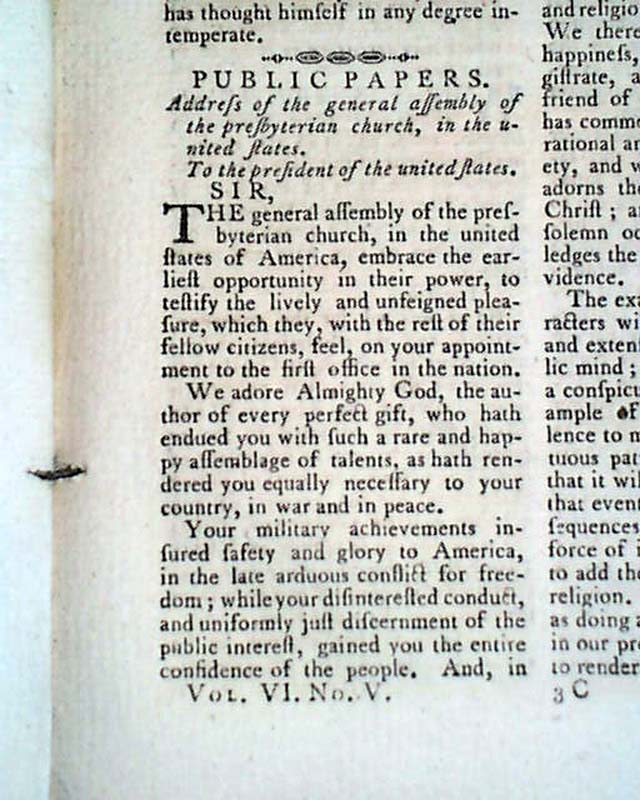 has thought himſelf in any degree in-
temperate.
PUBLIC PAPERS.
Addreſs of the general aſſembly of
the preſbyterian church, in the u-
nited ſtates.
To the preſident of the united ſtates.
SIR,
THE general aſſembly of the preſ-
byterian church, in the united
ſtates of America, embrace the ear-
lieſt opportunity in their power, to
teſtify the lively and unfeigned plea-
ſure, which they, with the reſt of their
fellow citizens, feel, on your appoint-
ment to the firſt office in the nation.
We adore Almighty God, the au-
thor of every perfect gift, who hath
endued you with ſuch a rare and hap-
py aſſemblage of talents, as hath ren-
dered you equally neceſſary to your
country, in war and in peace.
Your military achievements in-
ſured ſafety and glory to America,
in the late arduous conflict for free-
dom; while your diſintereſted conduct,
and uniformly juſt diſcernment of the
public intereſt, gained you the entire
confidence of the people. And, in
VOL. VI. No. V.
and religio
We there
happineſs,
giſtrate, a
friend of
has comme
rational an
ety, and w
adorns the
Chriſt; a
ſolemn oc
ledges the
vidence.
The exa
racters wi
and exten
lic mind;
a conſpicu
ample of
lence to m
tuous pat
that it wil
that event
ſequences
force of i
to add the
religion.
as doing a
in our pr
to render
3 C